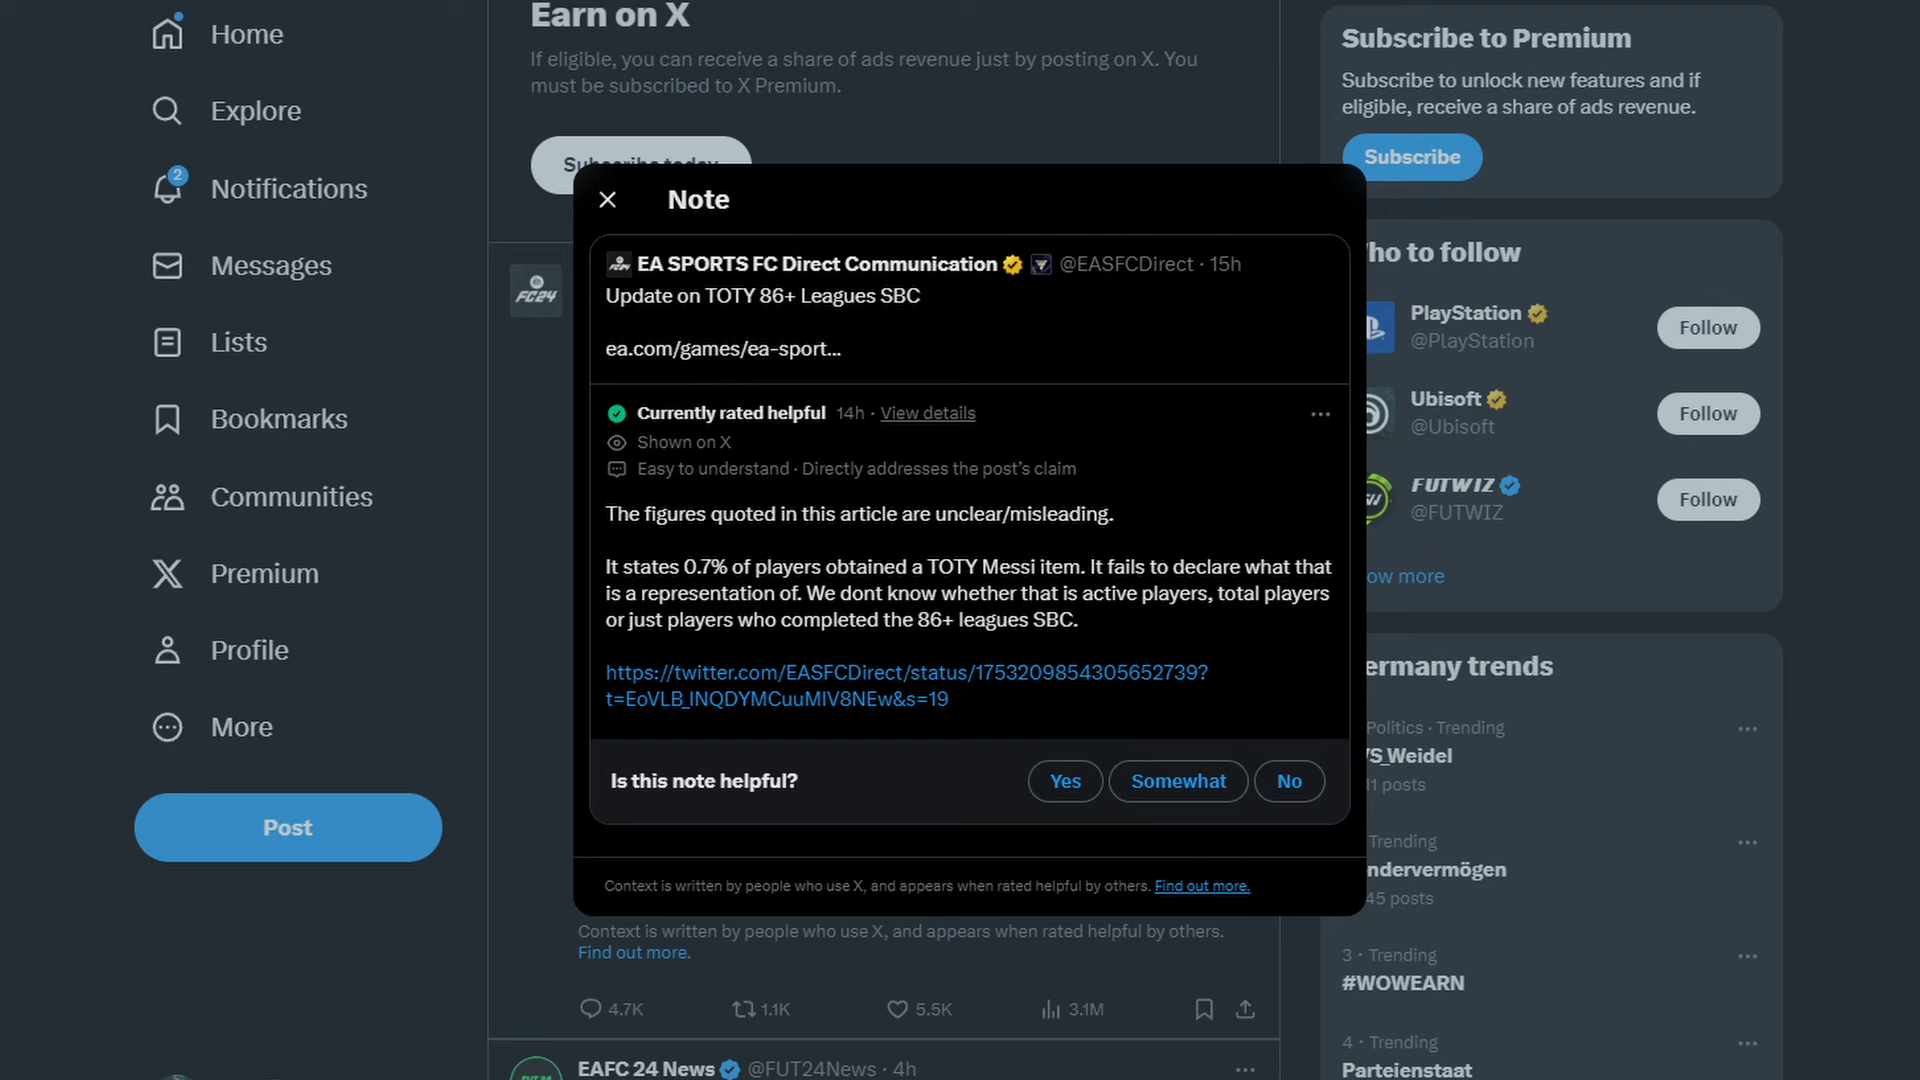 Home
Explore
2
Notifications
Messages
Lists
Bookmarks
Communities
Premium
Profile
More
Post
Earn on X
If eligible, you can receive a share of ads revenue just by posting on X. You
must be subscribed to X Premium.
Subscribe today
FC24
Note
EA SPORTS FC Direct Communication @EASFCDirect · 15h
Update on TOTY 86+ Leagues SBC
ea.com/games/ea-sport...
Currently rated helpful 14h · View details
Shown on X
Easy to understand · Directly addresses the post's claim
The figures quoted in this article are unclear/misleading.
It states 0.7% of players obtained a TOTY Messi item. It fails to declare what that
is a representation of. We dont know whether that is active players, total players
or just players who completed the 86+ leagues SBC.
https://twitter.com/EASFCDirect/status/1753209854305652739?
t=EoVLB_INQDYMCuuMIV8NEw&s=19
Is this note helpful?
Yes
Somewhat
No
Context is written by people who use X, and appears when rated helpful by others. Find out more.
Context is written by people who use X, and appears when rated helpful by others.
Find out more.
4.7K
1.1K
5.5K
3.1M
EAFC 24 News @FUT24News · 4h
Subscribe to Premium
Subscribe to unlock new features and if
eligible, receive a share of ads revenue.
Subscribe
ho to follow
PlayStation
@PlayStation
Follow
Ubisoft
@Ubisoft
Follow
FUTWIZ
@FUTWIZ
Follow
ow more
ermany trends
Politics · Trending
S_Weidel
11 posts
Trending
ndervermögen
45 posts
3 · Trending
#WOWEARN
4 · Trending
Parteienstaat